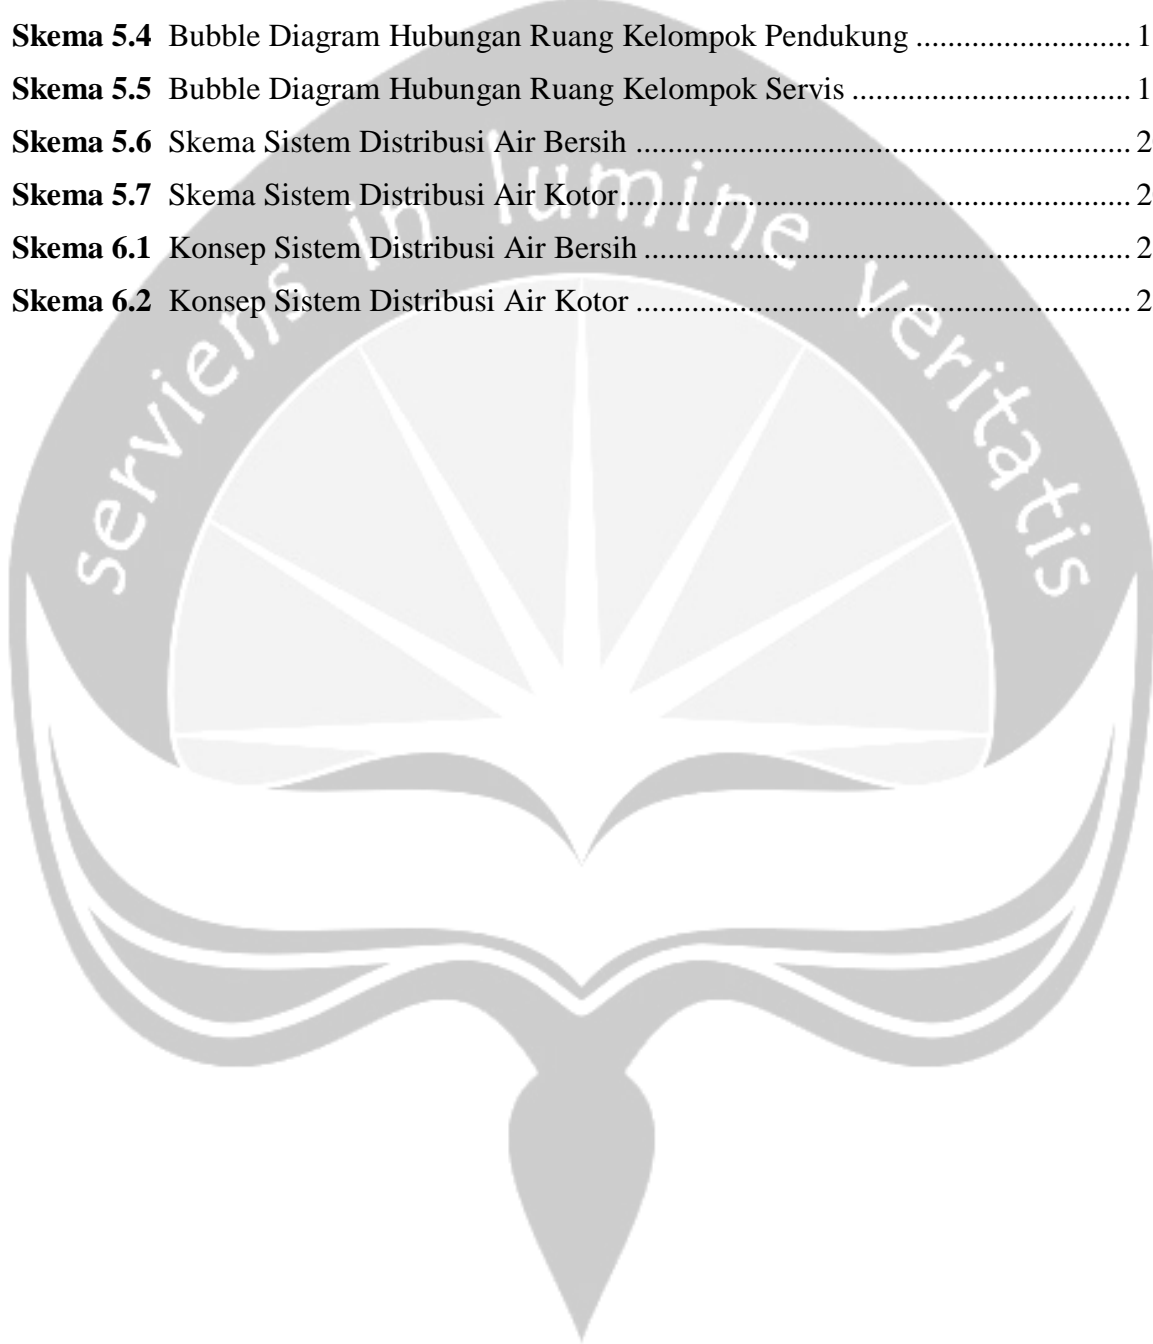 Skema 5.4 Bubble Diagram Hubungan Ruang Kelompok Pendukung ........................... 1
Skema 5.5 Bubble Diagram Hubungan Ruang Kelompok Servis ................................... 1
Skema 5.6 Skema Sistem Distribusi Air Bersih .............................................................. 2
Skema 5.7 Skema Sistem Distribusi Air Kotor................................................................ 2
Skema 6.1 Konsep Sistem Distribusi Air Bersih ............................................................. 2
Skema 6.2 Konsep Sistem Distribusi Air Kotor .............................................................. 2
serviens in lumine veritatis